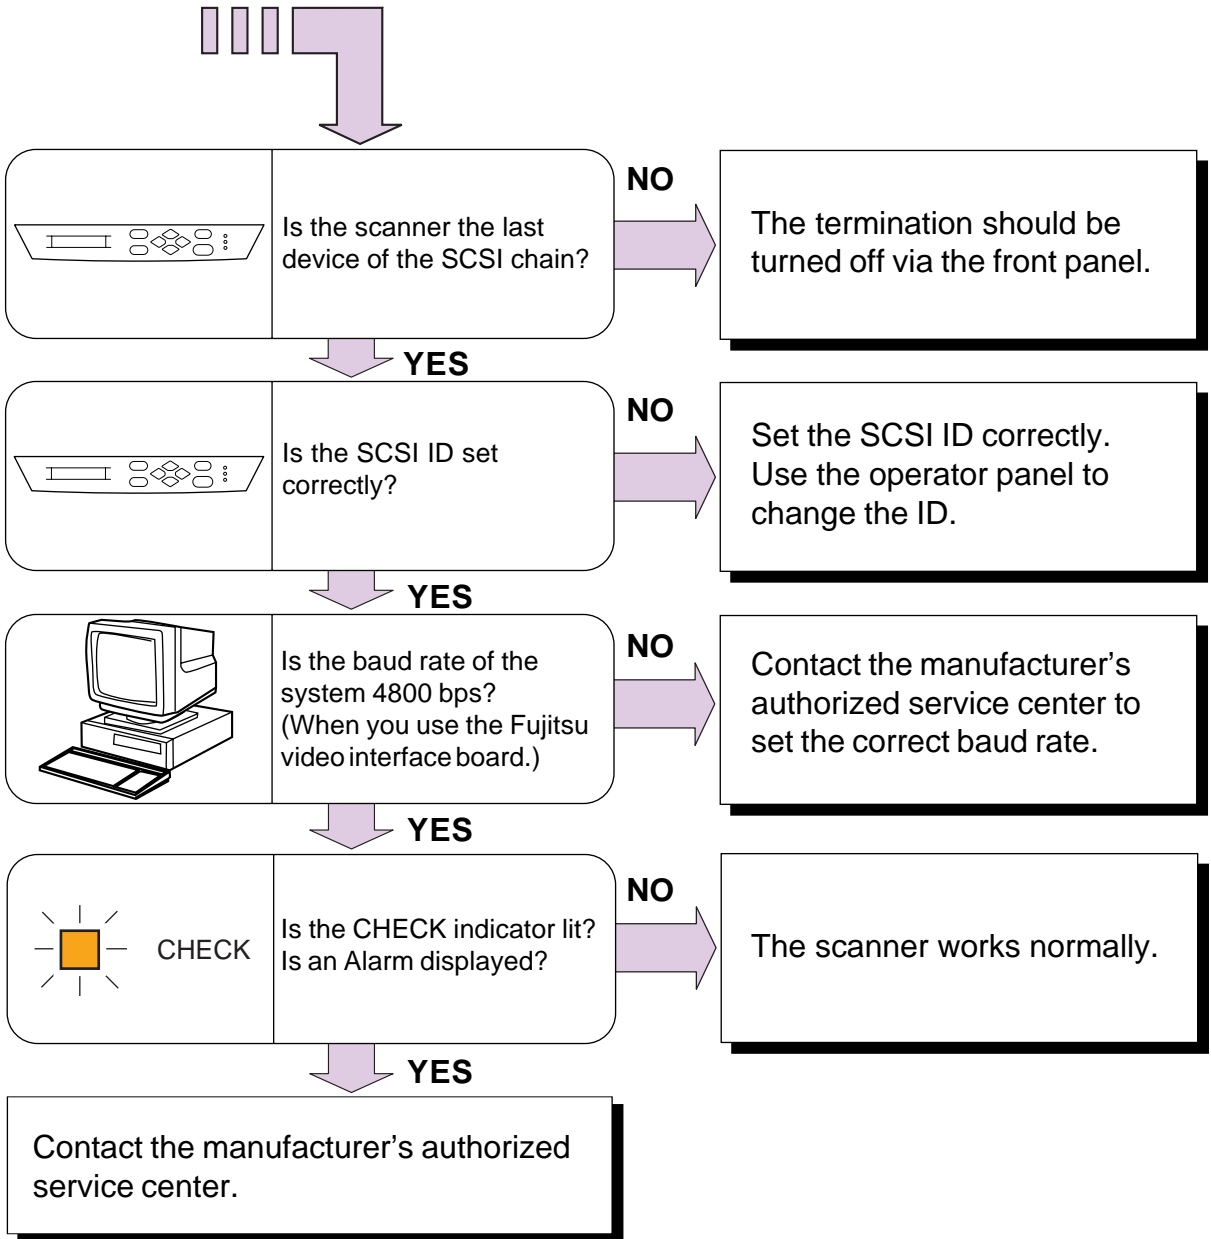 Is the scanner the last
device of the SCSI chain?
NO
The termination should be
turned off via the front panel.
YES
Is the SCSI ID set
correctly?
NO
Set the SCSI ID correctly.
Use the operator panel to
change the ID.
YES
Is the baud rate of the
system 4800 bps?
(When you use the Fujitsu
video interface board.)
NO
Contact the manufacturer’s
authorized service center to
set the correct baud rate.
YES
CHECK
Is the CHECK indicator lit?
Is an Alarm displayed?
NO
The scanner works normally.
YES
Contact the manufacturer’s authorized
service center.